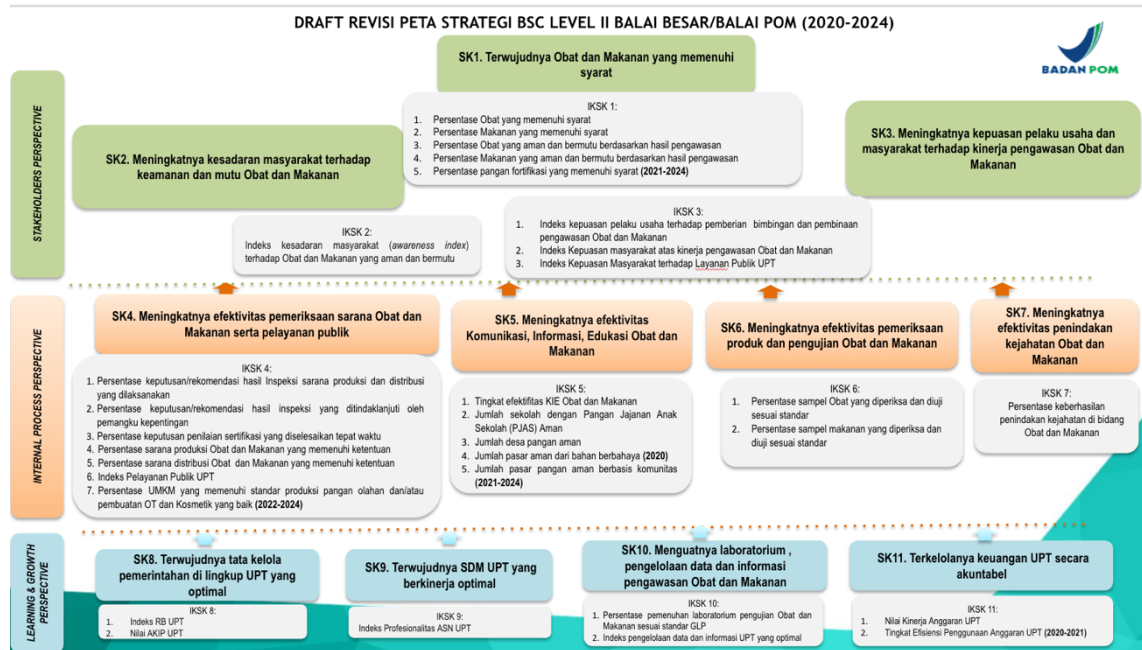 DRAFT REVISI PETA STRATEGI BSC LEVEL II BALAI BESAR/BALAI POM (2020-2024)
BADAN POM
STAKEHOLDERS PERSPECTIVE
SK1. Terwujudnya Obat dan Makanan yang memenuhi
syarat
IKSK 1:
1. Persentase Obat yang memenuhi syarat
2. Persentase Makanan yang memenuhi syarat
3. Persentase Obat yang aman dan bermutu berdasarkan hasil pengawasan
4. Persentase Makanan yang aman dan bermutu berdasarkan hasil pengawasan
5. Persentase pangan fortifikasi yang memenuhi syarat (2021-2024)
SK2. Meningkatnya kesadaran masyarakat terhadap
keamanan dan mutu Obat dan Makanan
SK3. Meningkatnya kepuasan pelaku usaha dan
masyarakat terhadap kinerja pengawasan Obat dan
Makanan
IKSK 2:
Indeks kesadaran masyarakat (awareness index)
terhadap Obat dan Makanan yang aman dan bermutu
IKSK 3:
1. Indeks kepuasan pelaku usaha terhadap pemberian bimbingan dan pembinaan
pengawasan Obat dan Makanan
2. Indeks Kepuasan masyarakat atas kinerja pengawasan Obat dan Makanan
3. Indeks Kepuasan Masyarakat terhadap Layanan Publik UPT
INTERNAL PROCESS PERSPECTIVE
SK4. Meningkatnya efektivitas pemeriksaan sarana Obat dan
Makanan serta pelayanan publik
IKSK 4:
1. Persentase keputusan/rekomendasi hasil Inspeksi sarana produksi dan distribusi
yang dilaksanakan
2. Persentase keputusan/rekomendasi hasil inspeksi yang ditindaklanjuti oleh
pemangku kepentingan
3. Persentase keputusan penilaian sertifikasi yang diselesaikan tepat waktu
4. Persentase sarana produksi Obat dan Makanan yang memenuhi ketentuan
5. Persentase sarana distribusi Obat dan Makanan yang memenuhi ketentuan
6. Indeks Pelayanan Publik UPT
7. Persentase UMKM yang memenuhi standar produksi pangan olahan dan/atau
pembuatan OT dan Kosmetik yang baik (2022-2024)
SK5. Meningkatnya efektivitas
Komunikasi, Informasi, Edukasi Obat dan
Makanan
IKSK 5:
1. Tingkat efektifitas KIE Obat dan Makanan
2. Jumlah sekolah dengan Pangan Jajanan Anak
Sekolah (PJAS) Aman
3. Jumlah desa pangan aman
4. Jumlah pasar aman dari bahan berbahaya (2020)
5. Jumlah pasar pangan aman berbasis komunitas
(2021-2024)
SK6. Meningkatnya efektivitas pemeriksaan
produk dan pengujian Obat dan Makanan
IKSK 6:
1. Persentase sampel Obat yang diperiksa dan diuji
sesuai standar
2. Persentase sampel makanan yang diperiksa dan
diuji sesuai standar
SK7. Meningkatnya
efektivitas penindakan
kejahatan Obat dan
Makanan
IKSK 7:
Persentase keberhasilan
penindakan kejahatan di bidang
Obat dan Makanan
LEARNING & GROWTH
PERSPECTIVE
SK8. Terwujudnya tata kelola
pemerintahan di lingkup UPT yang
optimal
IKSK 8:
1. Indeks RB UPT
2. Nilai AKIP UPT
SK9. Terwujudnya SDM UPT yang
berkinerja optimal
IKSK 9:
Indeks Profesionalitas ASN UPT
SK10. Menguatnya laboratorium ,
pengelolaan data dan informasi
pengawasan Obat dan Makanan
IKSK 10:
1. Persentase pemenuhan laboratorium pengujian Obat dan
Makanan sesuai standar GLP
2. Indeks pengelolaan data dan informasi UPT yang optimal
SK11. Terkelolanya keuangan UPT secara
akuntabel
IKSK 11:
1. Nilai Kinerja Anggaran UPT
2. Tingkat Efisiensi Penggunaan Anggaran UPT (2020-2021)